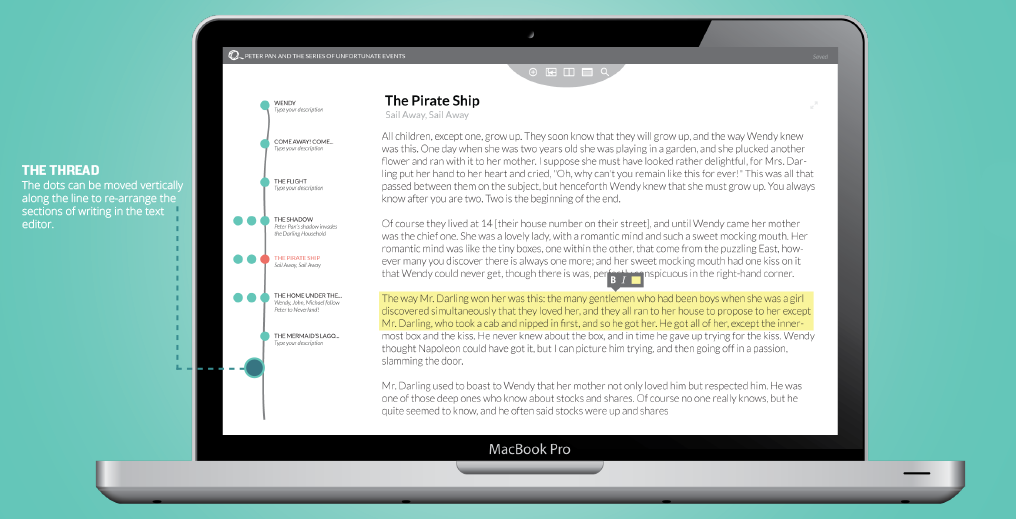 PETER PAN AND THE SERIES OF UNFORTUNATE EVENTS
Saved
WENDY
Type your description
COME AWAY! COME...
Type your description
THE FLIGHT
Type your description
THE SHADOW
Peter Pan's shadow invades
the Darling Household
THE PIRATE SHIP
Sail Away, Sail Away
THE HOME UNDER THE...
Wendy, John, Michael follow
Peter to Neverland!
THE MERMAID'S LAGO...
Type your description
THE THREAD
The dots can be moved vertically
along the line to re-arrange the
sections of writing in the text
editor.
The Pirate Ship
Sail Away, Sail Away
All children, except one, grow up. They soon know that they will grow up, and the way Wendy knew
was this. One day when she was two years old she was playing in a garden, and she plucked another
flower and ran with it to her mother. I suppose she must have looked rather delightful, for Mrs. Dar-
ling put her hand to her heart and cried, "Oh, why can't you remain like this for ever!" This was all that
passed between them on the subject, but henceforth Wendy knew that she must grow up. You always
know after you are two. Two is the beginning of the end.
Of course they lived at 14 [their house number on their street], and until Wendy came her mother
was the chief one. She was a lovely lady, with a romantic mind and such a sweet mocking mouth. Her
romantic mind was like the tiny boxes, one within the other, that come from the puzzling East, how-
ever many you discover there is always one more; and her sweet mocking mouth had one kiss on it
that Wendy could never get, though there is was, conspicuous in the right-hand corner.
B I
The way Mr. Darling won her was this: the many gentlemen who had been boys when she was a girl
discovered simultaneously that they loved her, and they all ran to her house to propose to her except
Mr. Darling, who took a cab and nipped in first, and so he got her. He got all of her, except the inner-
most box and the kiss. He never knew about the box, and in time he gave up trying for the kiss. Wendy
thought Napoleon could have got it, but I can picture him trying, and then going off in a passion,
slamming the door.
Mr. Darling used to boast to Wendy that her mother not only loved him but respected him. He was
one of those deep ones who know about stocks and shares. Of course no one really knows, but he
quite seemed to know, and he often said stocks were up and shares
MacBook Pro